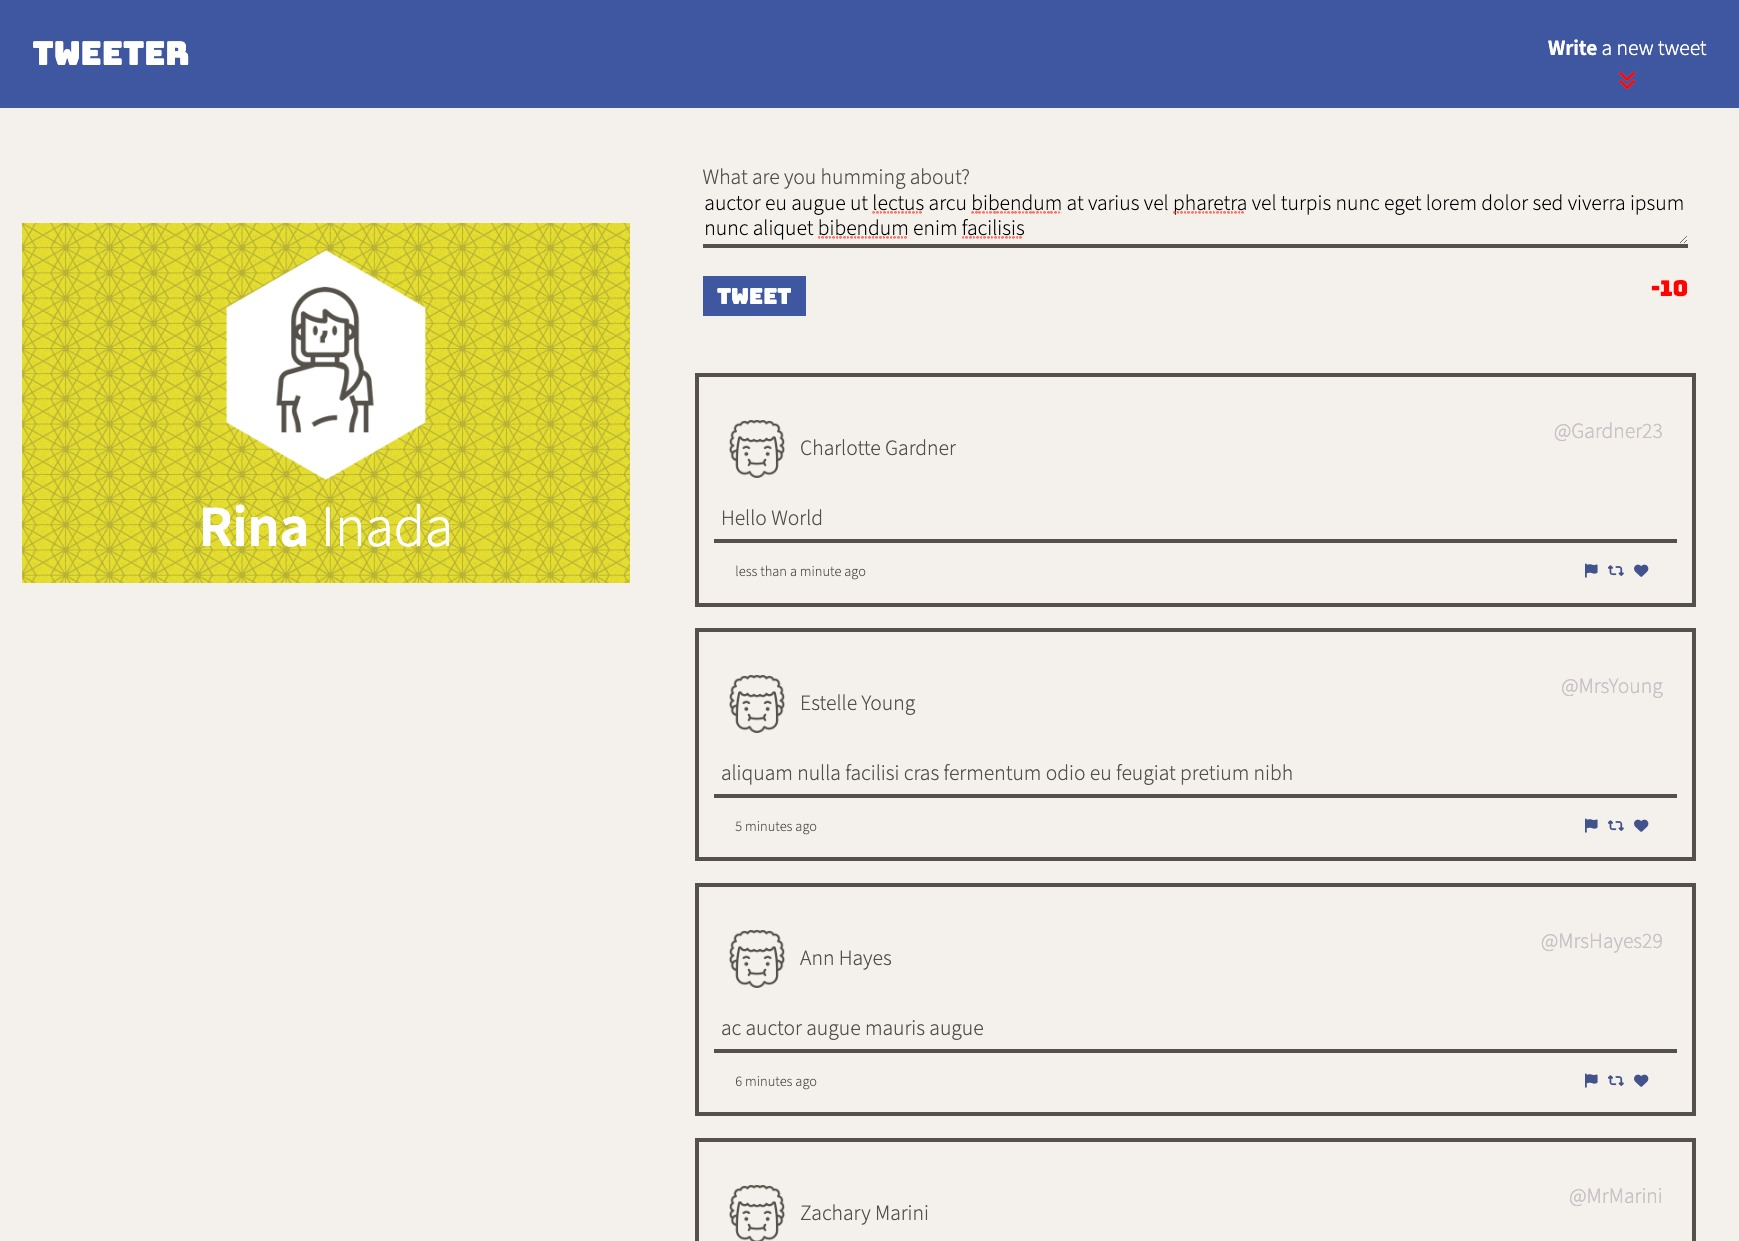 TWEETER
Write a new tweet
What are you humming about?
auctor eu augue ut lectus arcu bibendum at varius vel pharetra vel turpis nunc eget lorem dolor sed viverra ipsum
nunc aliquet bibendum enim facilisis
TWEET
-10
Rina Inada
Charlotte Gardner
@Gardner23
Hello World
less than a minute ago
Estelle Young
@MrsYoung
aliquam nulla facilisi cras fermentum odio eu feugiat pretium nibh
5 minutes ago
Ann Hayes
@MrsHayes29
ac auctor augue mauris augue
6 minutes ago
Zachary Marini
@MrMarini